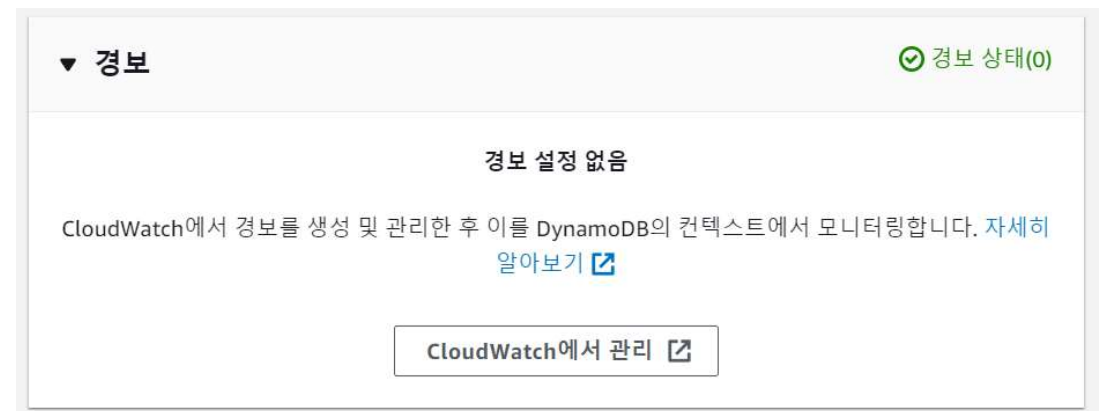 ▼ 경보
경보 상태(0)
경보 설정 없음
CloudWatch에서 경보를 생성 및 관리한 후 이를 DynamoDB의 컨텍스트에서 모니터링합니다. 자세히
알아보기
CloudWatch에서 관리